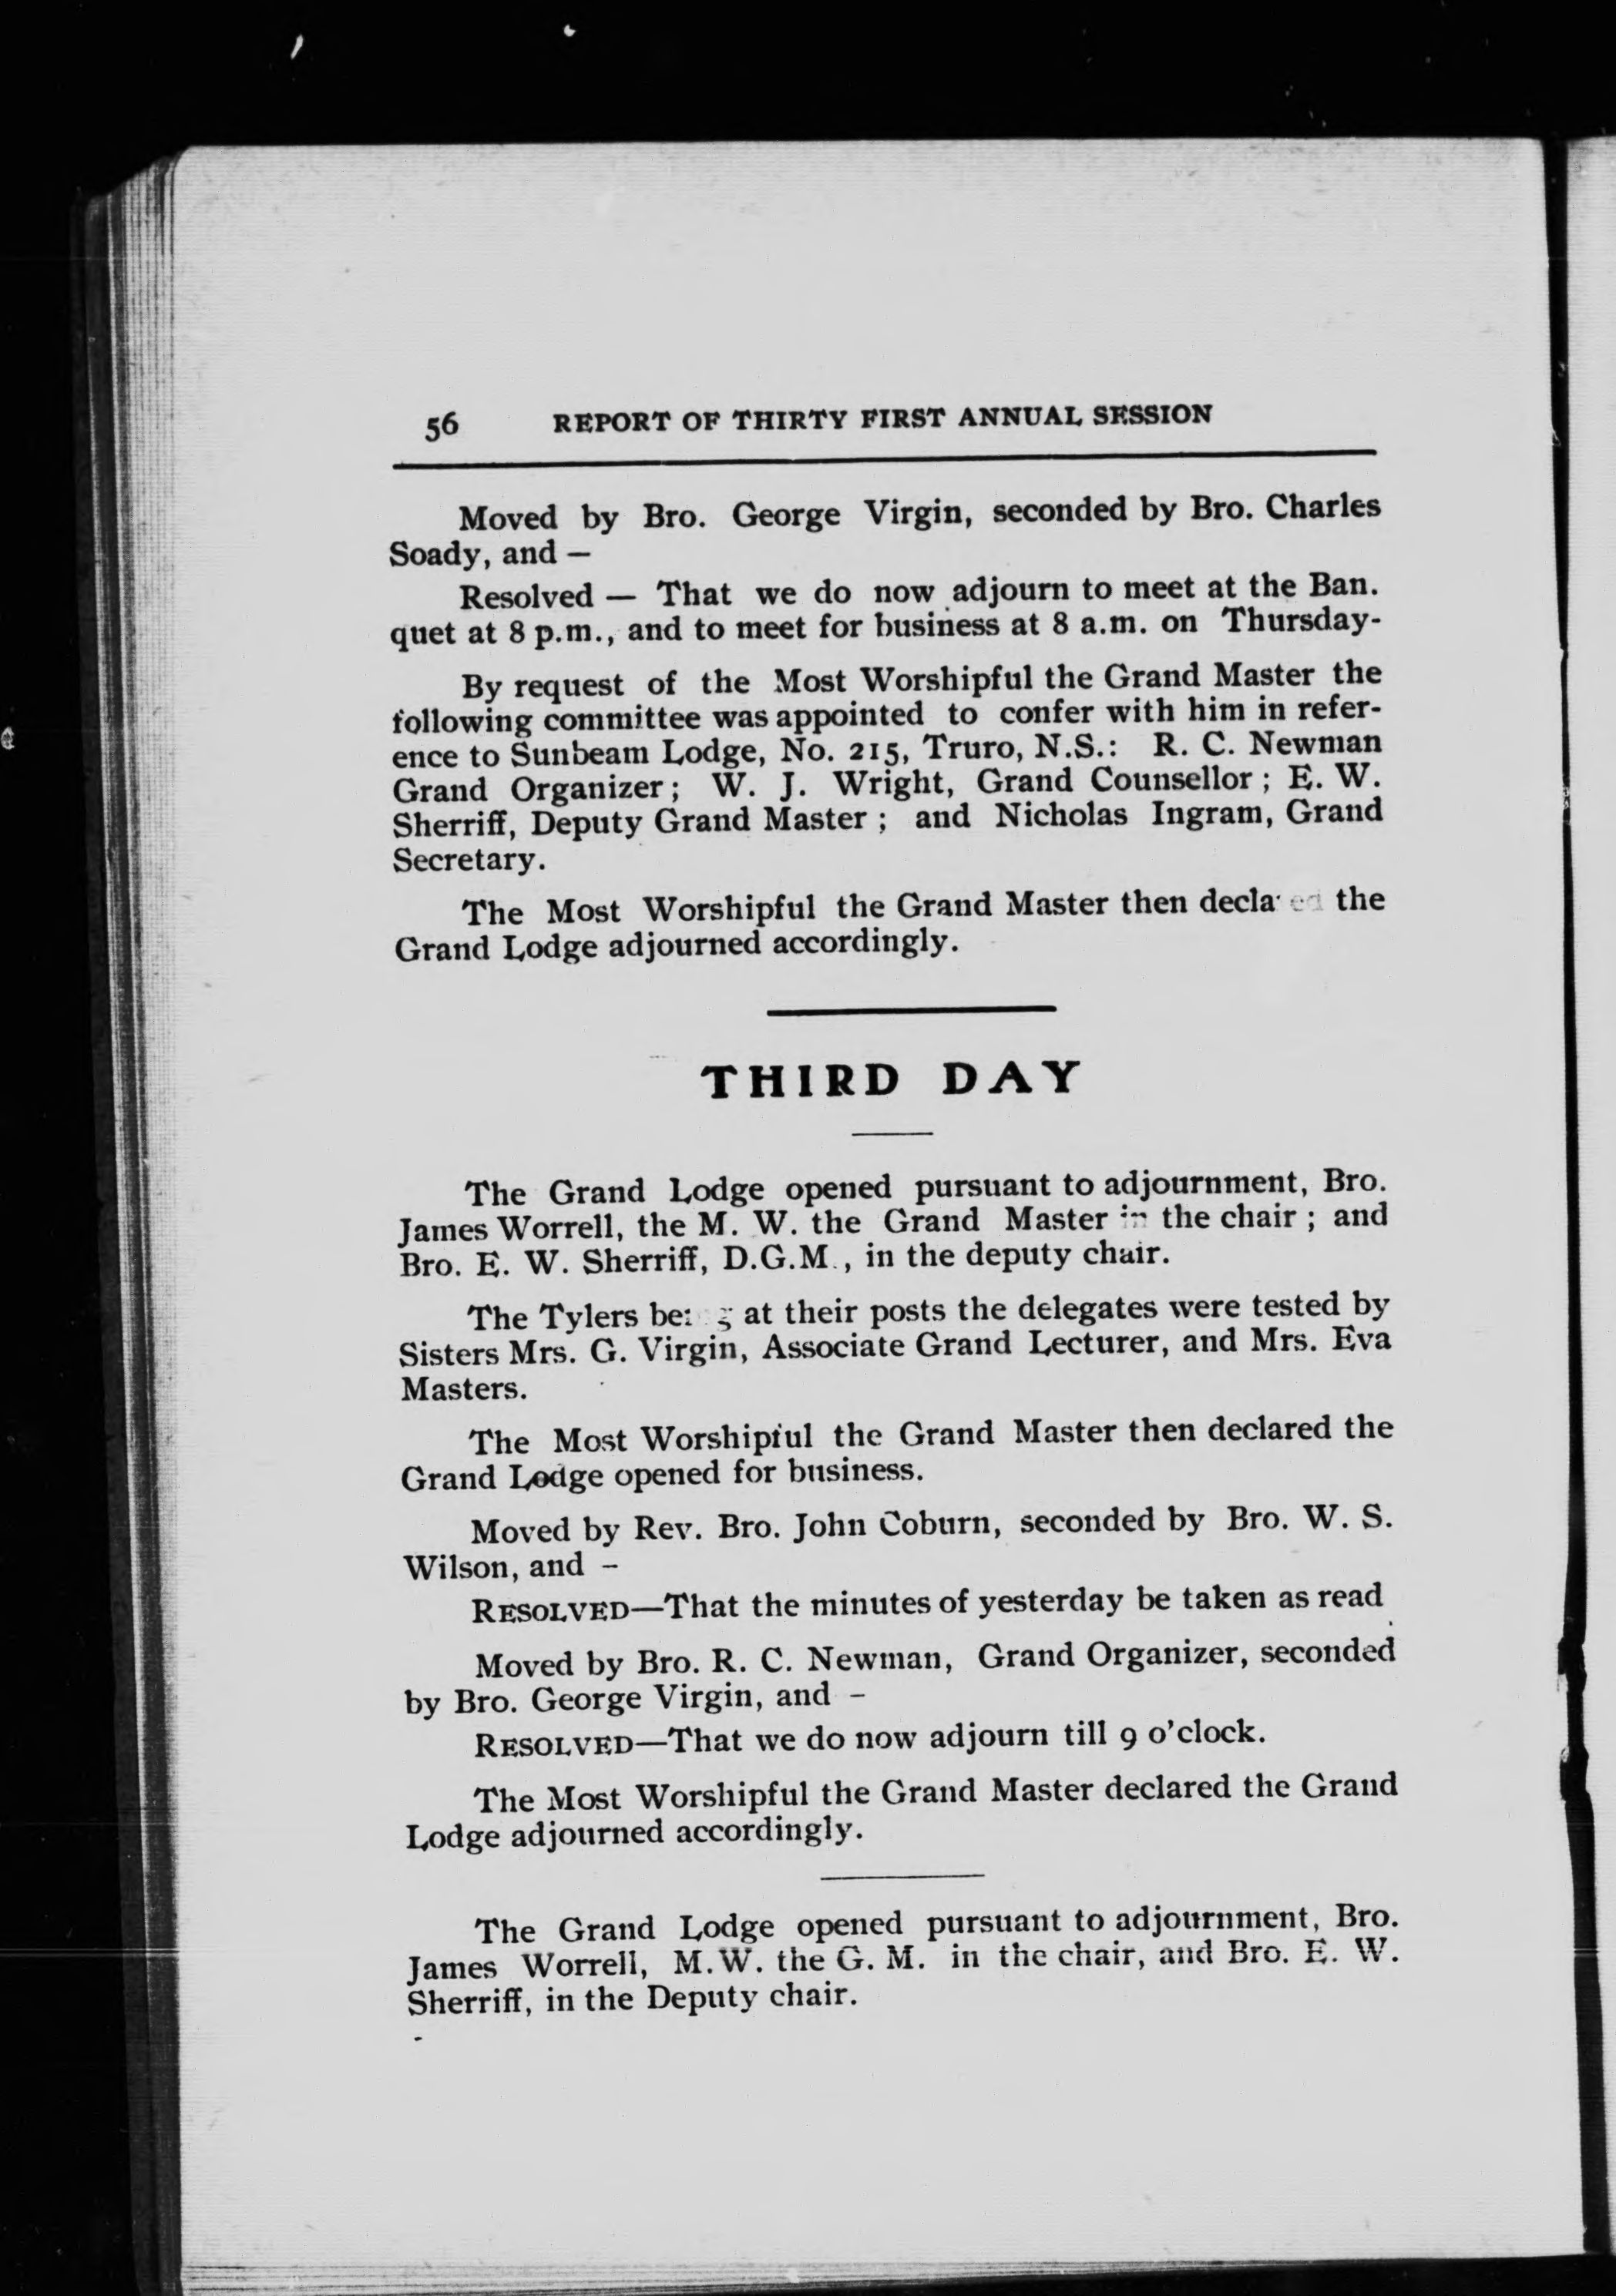 56 REPORT OF THIRTY FIRST ANNUAL SESSION
Moved by Bro. George Virgin, seconded by Bro. Charles
Soady, and —
Resolved — That we do now adjourn to meet at the Ban.
quet at 8 p.m., and to meet for business at 8 a.m. on Thursday-
By request of the Most Worshipful the Grand Master the
following committee was appointed to confer with him in refer-
ence to Sunbeam Lodge, No. 215, Truro, N.S.: R. C. Newman
Grand Organizer; W. J. Wright, Grand Counsellor; E. W.
Sherriff, Deputy Grand Master; and Nicholas Ingram, Grand
Secretary.
The Most Worshipful the Grand Master then declared the
Grand Lodge adjourned accordingly.
THIRD DAY
The Grand Lodge opened pursuant to adjournment, Bro.
James Worrell, the M. W. the Grand Master in the chair; and
Bro. E. W. Sherriff, D.G.M., in the deputy chair.
The Tylers being at their posts the delegates were tested by
Sisters Mrs. G. Virgin, Associate Grand Lecturer, and Mrs. Eva
Masters.
The Most Worshipful the Grand Master then declared the
Grand Lodge opened for business.
Moved by Rev. Bro. John Coburn, seconded by Bro. W. S.
Wilson, and -
RESOLVED—That the minutes of yesterday be taken as read.
Moved by Bro. R. C. Newman, Grand Organizer, seconded
by Bro. George Virgin, and -
RESOLVED—That we do now adjourn till 9 o'clock.
The Most Worshipful the Grand Master declared the Grand
Lodge adjourned accordingly.
The Grand Lodge opened pursuant to adjournment, Bro.
James Worrell, M.W. the G. M. in the chair, and Bro. E. W.
Sherriff, in the Deputy chair.